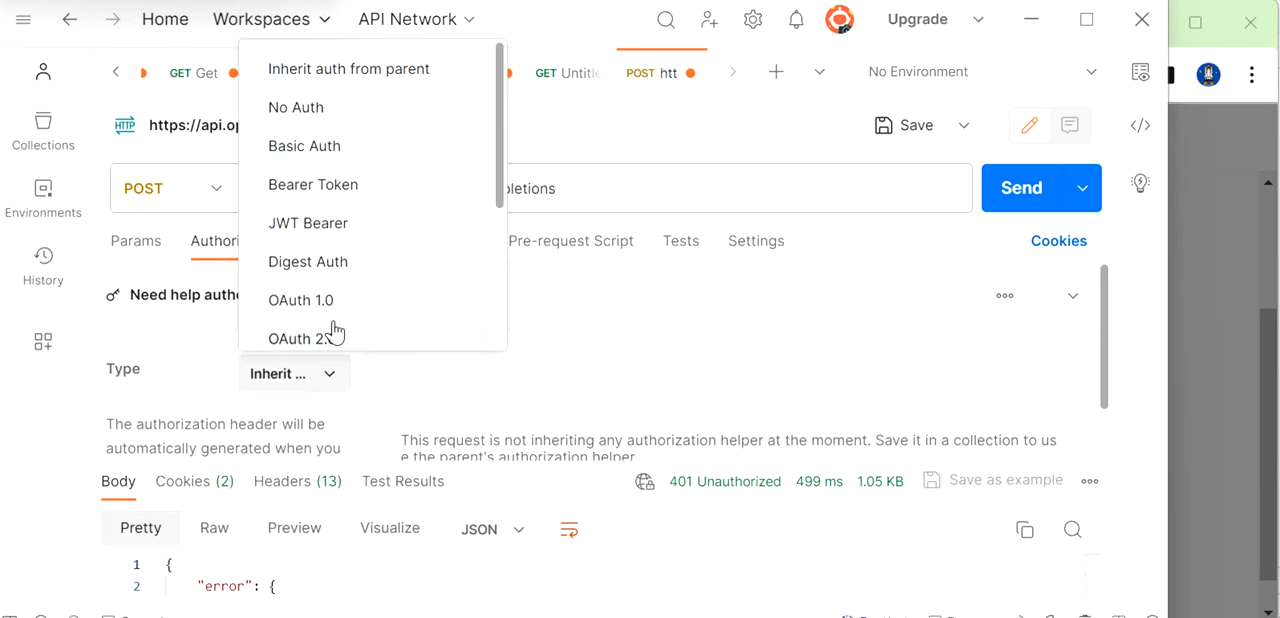 Home Workspaces API Network Upgrade
Inherit auth from parent
GET Get GET Untitle POST htt No Environment
No Auth
https://api.op Save
Basic Auth
Collections
POST Bearer Token pletions Send
Environments
JWT Bearer
Params Authori Pre-request Script Tests Settings Cookies
Digest Auth
History
Need help autho OAuth 1.0
OAuth 2.
Type Inherit ...
The authorization header will be
automatically generated when you
This request is not inheriting any authorization helper at the moment. Save it in a collection to us
e the parent's authorization helper
Body Cookies (2) Headers (13) Test Results 401 Unauthorized 499 ms 1.05 KB Save as example
Pretty Raw Preview Visualize JSON
1 {
2 "error": {